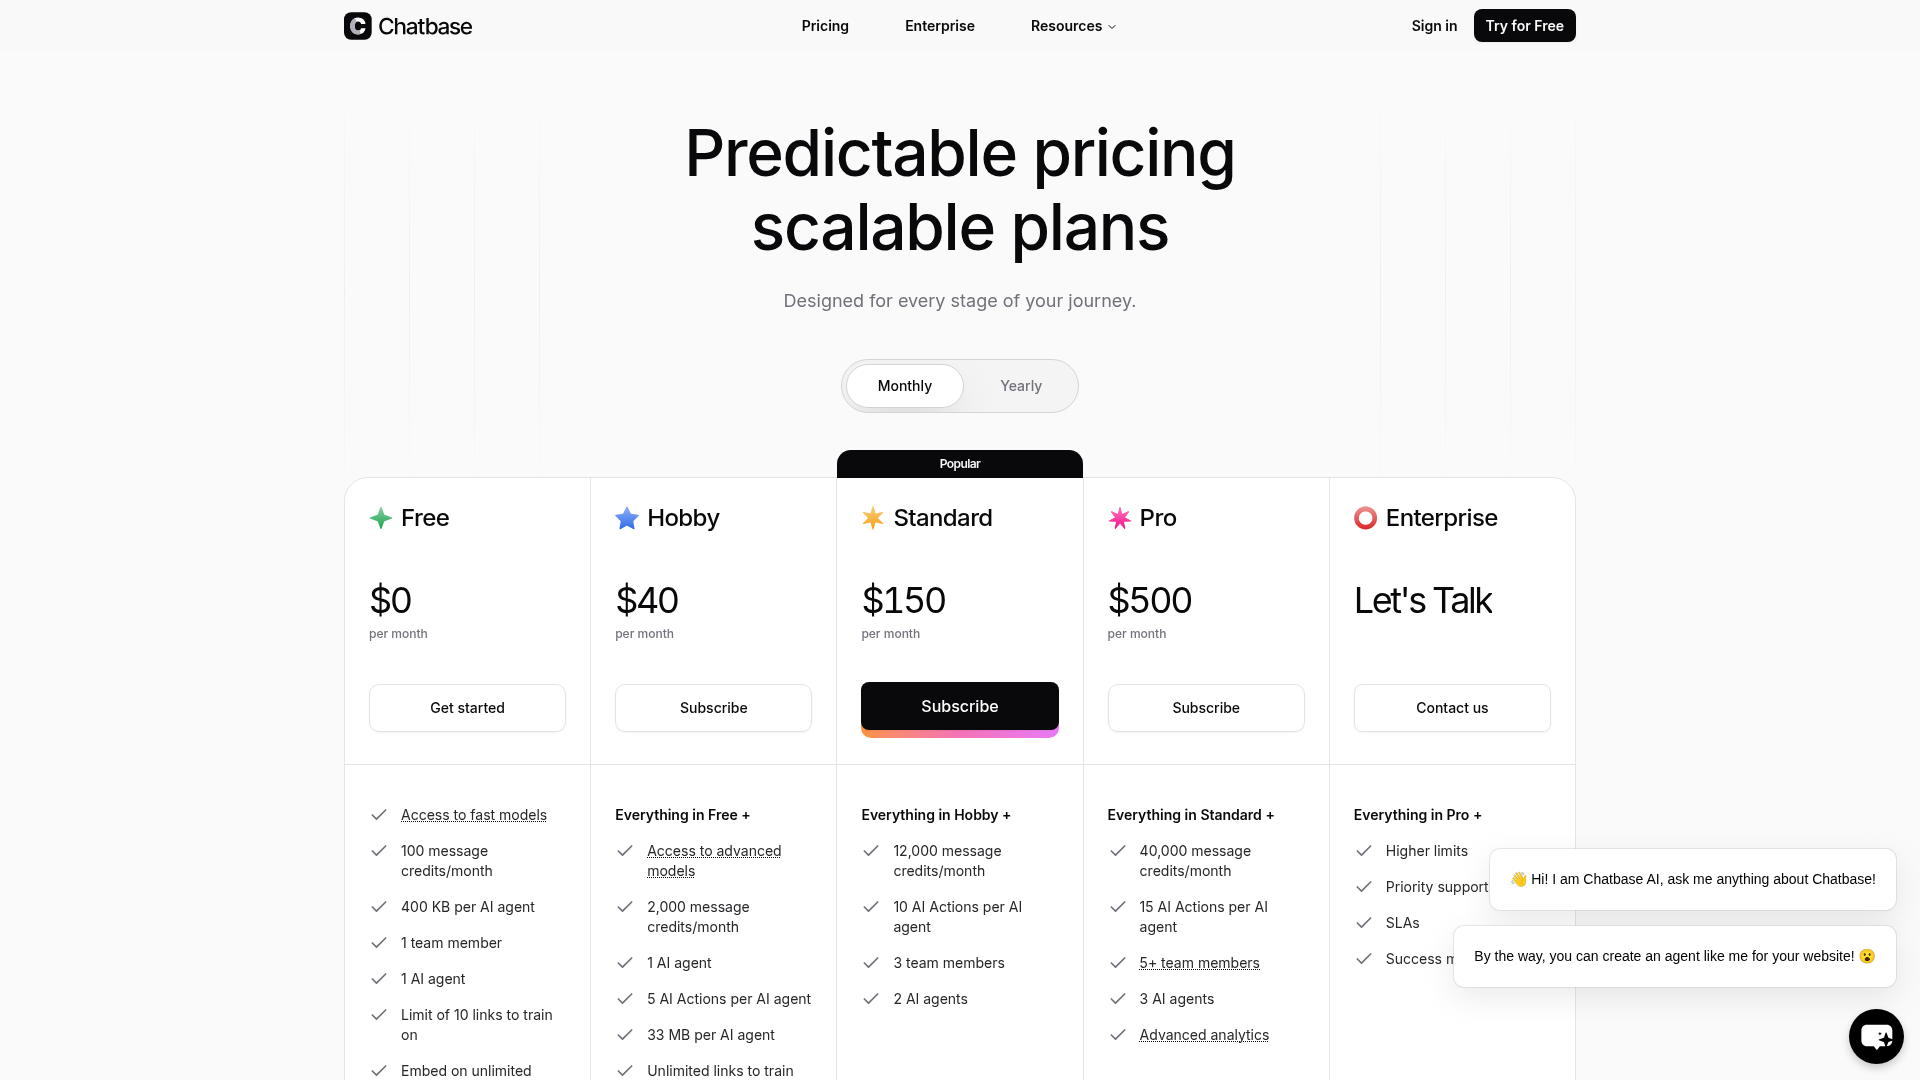 Chatbase
Pricing
Enterprise
Resources
Sign in
Try for Free
Predictable pricing
scalable plans
Designed for every stage of your journey.
Monthly
Yearly
Popular
Free
$0
per month
Get started
Access to fast models
100 message
credits/month
400 KB per AI agent
1 team member
1 AI agent
Limit of 10 links to train
on
Embed on unlimited
Hobby
$40
per month
Subscribe
Everything in Free +
Access to advanced
models
2,000 message
credits/month
1 AI agent
5 AI Actions per AI agent
33 MB per AI agent
Unlimited links to train
Standard
$150
per month
Subscribe
Everything in Hobby +
12,000 message
credits/month
10 AI Actions per AI
agent
3 team members
2 AI agents
Pro
$500
per month
Subscribe
Everything in Standard +
40,000 message
credits/month
15 AI Actions per AI
agent
5+ team members
3 AI agents
Advanced analytics
Enterprise
Let's Talk
Contact us
Everything in Pro +
Higher limits
Priority support
SLAs
Success
👋 Hi! I am Chatbase AI, ask me anything about Chatbase!
By the way, you can create an agent like me for your website! 😮